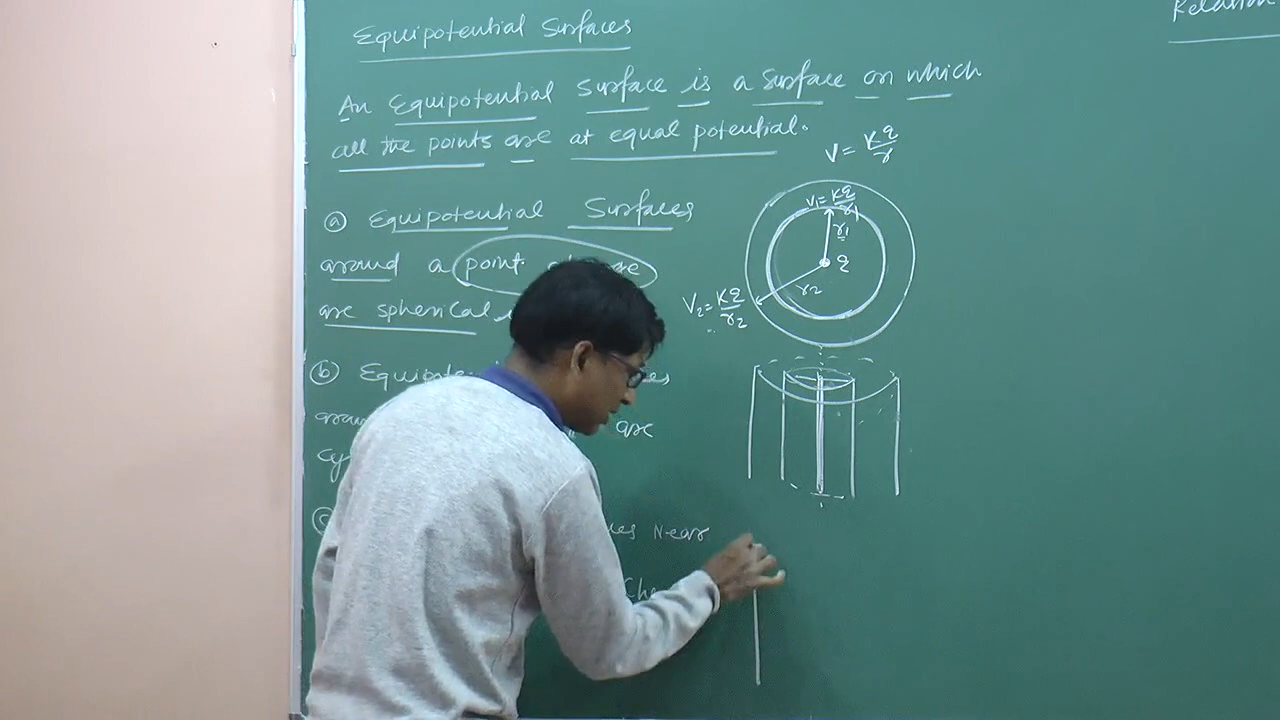 Relation
Equipotential Surfaces
An Equipotential Surface is a surface on which
all the points are at equal potential.
V = Kq/r
(a) Equipotential Surfaces
around a point
are spherical
V1 = Kq/r1
r1
q
r2
V2 = Kq/r2
(b)
are
(c) Near